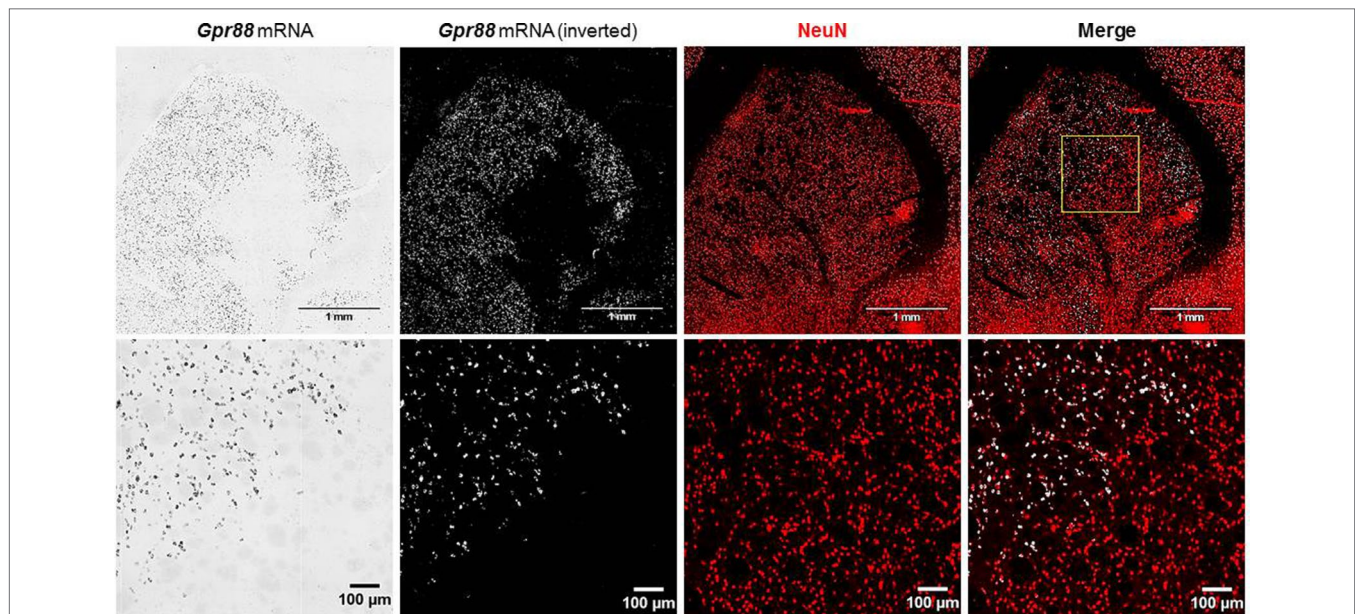 Gpr88 mRNA Gpr88 mRNA (inverted) NeuN Merge
1 mm 1 mm 1 mm 1 mm
100 µm 100 µm 100 µm 100 µm